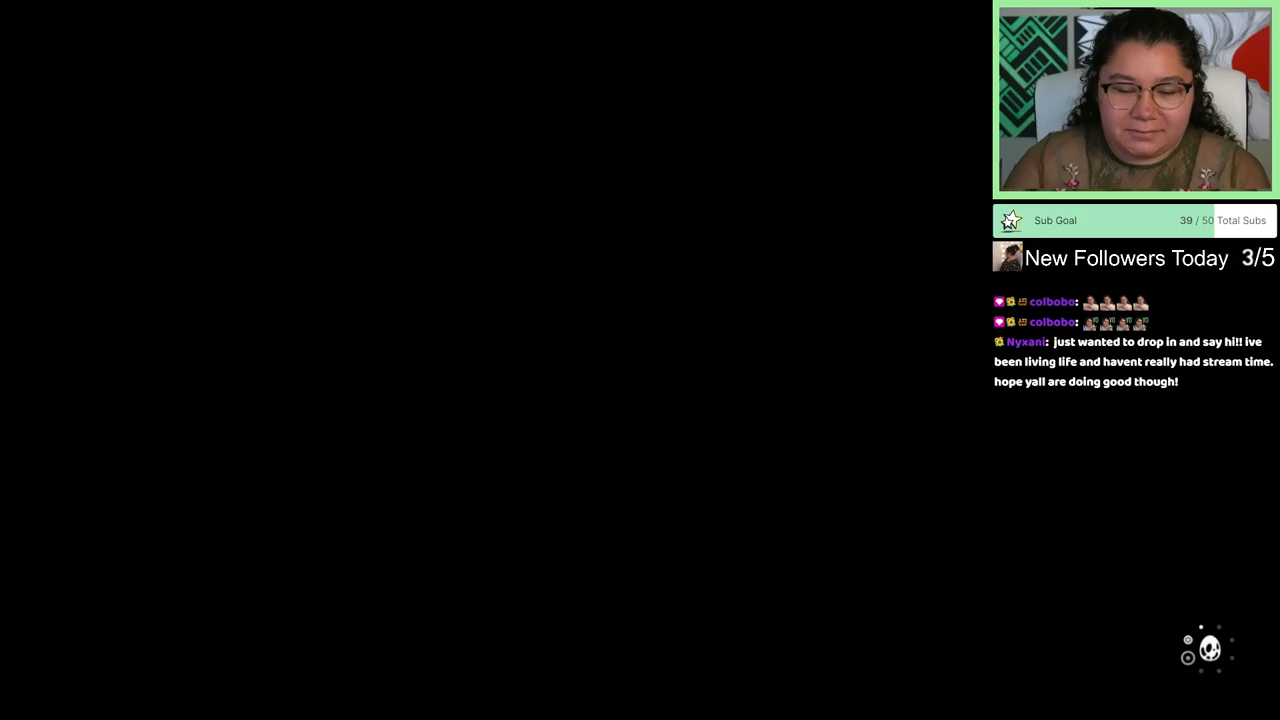 Sub Goal 39 / 50 Total Subs
New Followers Today 3/5
colbobo:
colbobo:
Nyxani: just wanted to drop in and say hi!! ive
been living life and havent really had stream time.
hope yall are doing good though!